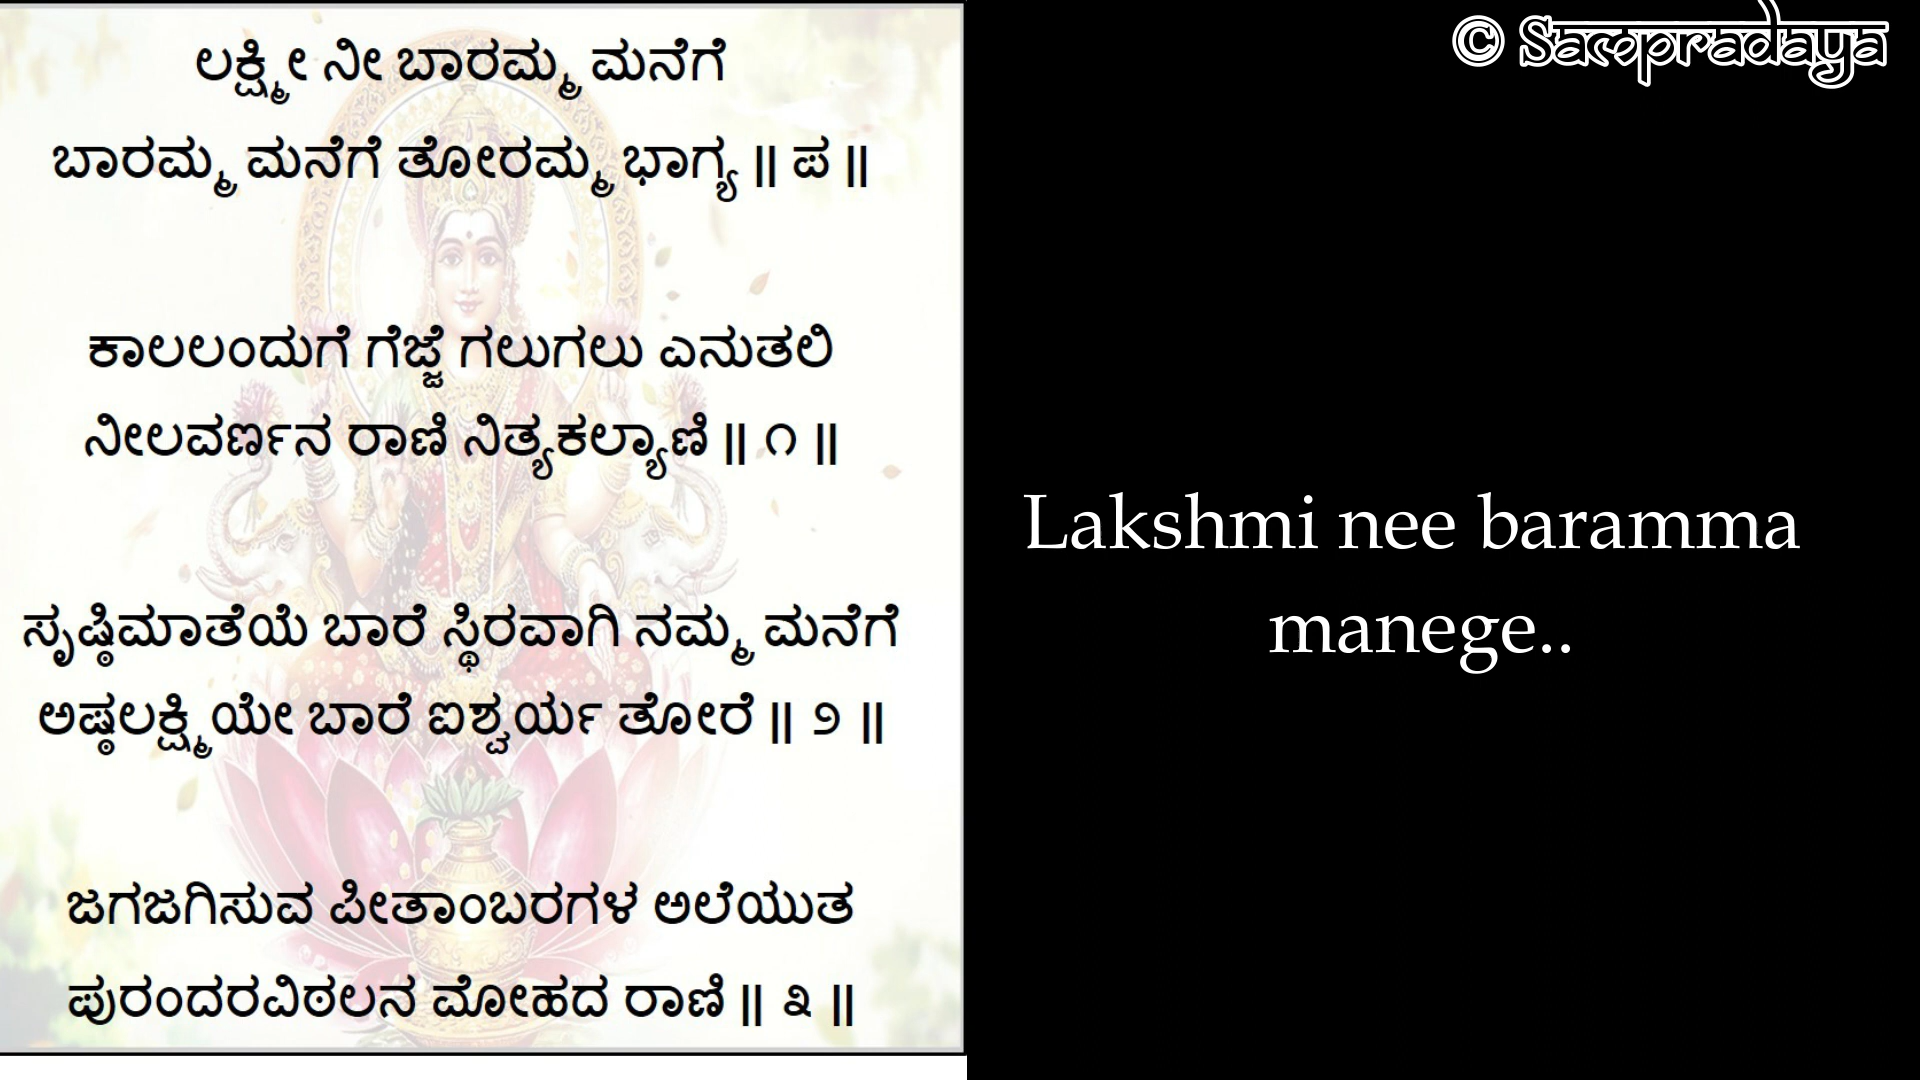 ಲಕ್ಷ್ಮೀ ನೀ ಬಾರಮ್ಮ ಮನೆಗೆ
ಬಾರಮ್ಮ ಮನೆಗೆ ತೋರಮ್ಮ ಭಾಗ್ಯ || ಪ ||
ಕಾಲಲಂದುಗೆ ಗೆಜ್ಜೆ ಗಲುಗಲು ಎನುತಲಿ
ನೀಲವರ್ಣನ ರಾಣಿ ನಿತ್ಯಕಲ್ಯಾಣಿ || ೧ ||
ಸೃಷ್ಠಿಮಾತೆಯೆ ಬಾರೆ ಸ್ಥಿರವಾಗಿ ನಮ್ಮ ಮನೆಗೆ
ಅಷ್ಠಲಕ್ಷ್ಮಿಯೇ ಬಾರೆ ಐಶ್ವರ್ಯ ತೋರೆ || ೨ ||
ಜಗಜಗಿಸುವ ಪೀತಾಂಬರಗಳ ಅಲೆಯುತ
ಪುರಂದರವಿಠಲನ ಮೋಹದ ರಾಣಿ || ೩ ||
© Sampradaya
Lakshmi nee baramma
manege..